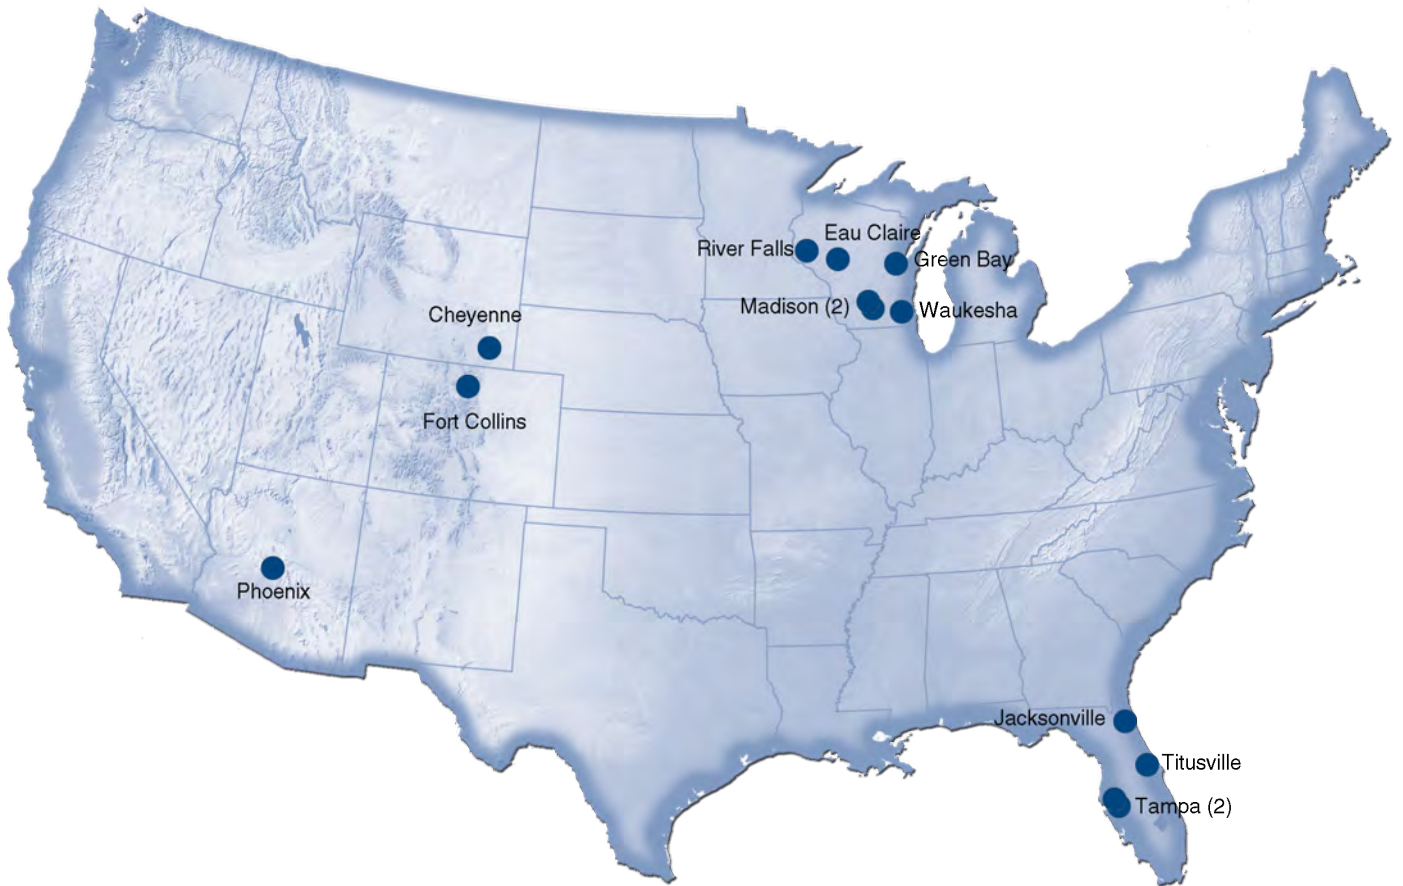 Eau Claire
River Falls
Green Bay
Madison (2)
Waukesha
Cheyenne
Fort Collins
Phoenix
Jacksonville
Titusville
Tampa (2)